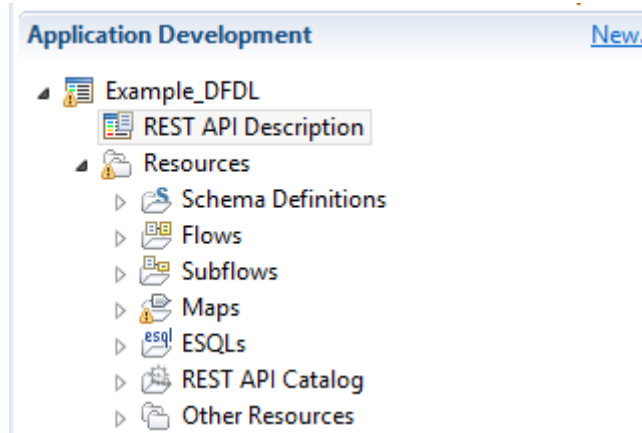 Application Development New.
Example_DFDL
REST API Description
Resources
Schema Definitions
Flows
Subflows
Maps
esql ESQLs
REST API Catalog
Other Resources